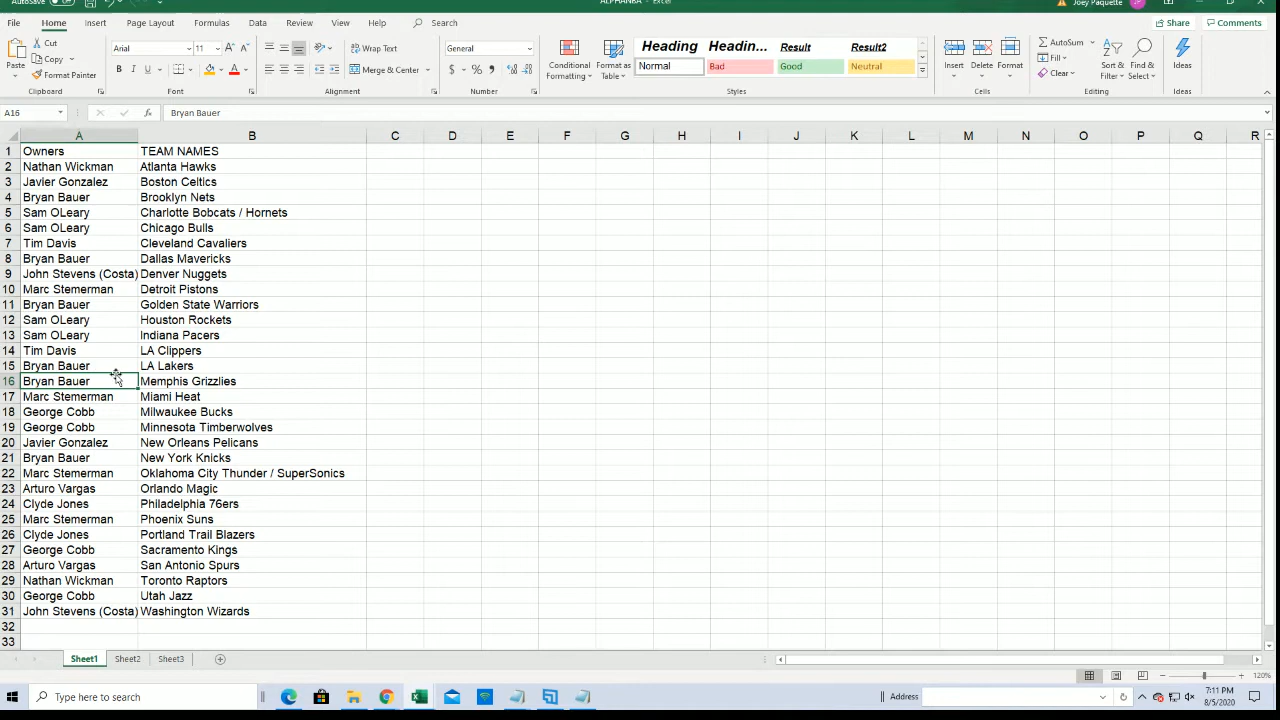 AutoSave ALPHANBA - Excel Joey Paquette
File Home Insert Page Layout Formulas Data Review View Help Search Share Comments
Cut Arial 11 Wrap Text General Heading Headin... Result Result2 AutoSum
Copy Fill
Paste Format Painter B I U Merge & Center $ % Conditional Formatting Format as Table Normal Bad Good Neutral Insert Delete Format Clear Sort & Filter Find & Select Ideas
Clipboard Font Alignment Number Styles Cells Editing Ideas
A16 fx Bryan Bauer
A B C D E F G H I J K L M N O P Q R
1 Owners TEAM NAMES
2 Nathan Wickman Atlanta Hawks
3 Javier Gonzalez Boston Celtics
4 Bryan Bauer Brooklyn Nets
5 Sam OLeary Charlotte Bobcats / Hornets
6 Sam OLeary Chicago Bulls
7 Tim Davis Cleveland Cavaliers
8 Bryan Bauer Dallas Mavericks
9 John Stevens (Costa) Denver Nuggets
10 Marc Stemerman Detroit Pistons
11 Bryan Bauer Golden State Warriors
12 Sam OLeary Houston Rockets
13 Sam OLeary Indiana Pacers
14 Tim Davis LA Clippers
15 Bryan Bauer LA Lakers
16 Bryan Bauer Memphis Grizzlies
17 Marc Stemerman Miami Heat
18 George Cobb Milwaukee Bucks
19 George Cobb Minnesota Timberwolves
20 Javier Gonzalez New Orleans Pelicans
21 Bryan Bauer New York Knicks
22 Marc Stemerman Oklahoma City Thunder / SuperSonics
23 Arturo Vargas Orlando Magic
24 Clyde Jones Philadelphia 76ers
25 Marc Stemerman Phoenix Suns
26 Clyde Jones Portland Trail Blazers
27 George Cobb Sacramento Kings
28 Arturo Vargas San Antonio Spurs
29 Nathan Wickman Toronto Raptors
30 George Cobb Utah Jazz
31 John Stevens (Costa) Washington Wizards
32
33
Sheet1 Sheet2 Sheet3
120%
Type here to search Address 7:11 PM
8/5/2020